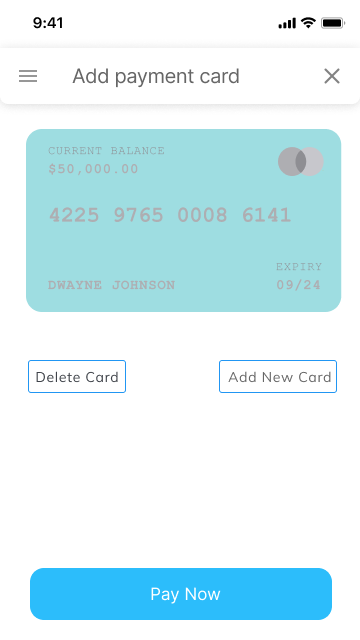 9:41
Add payment card
CURRENT BALANCE
$50,000.00
4225 9765 0008 6141
EXPIRY
DWAYNE JOHNSON 09/24
Delete Card Add New Card
Pay Now